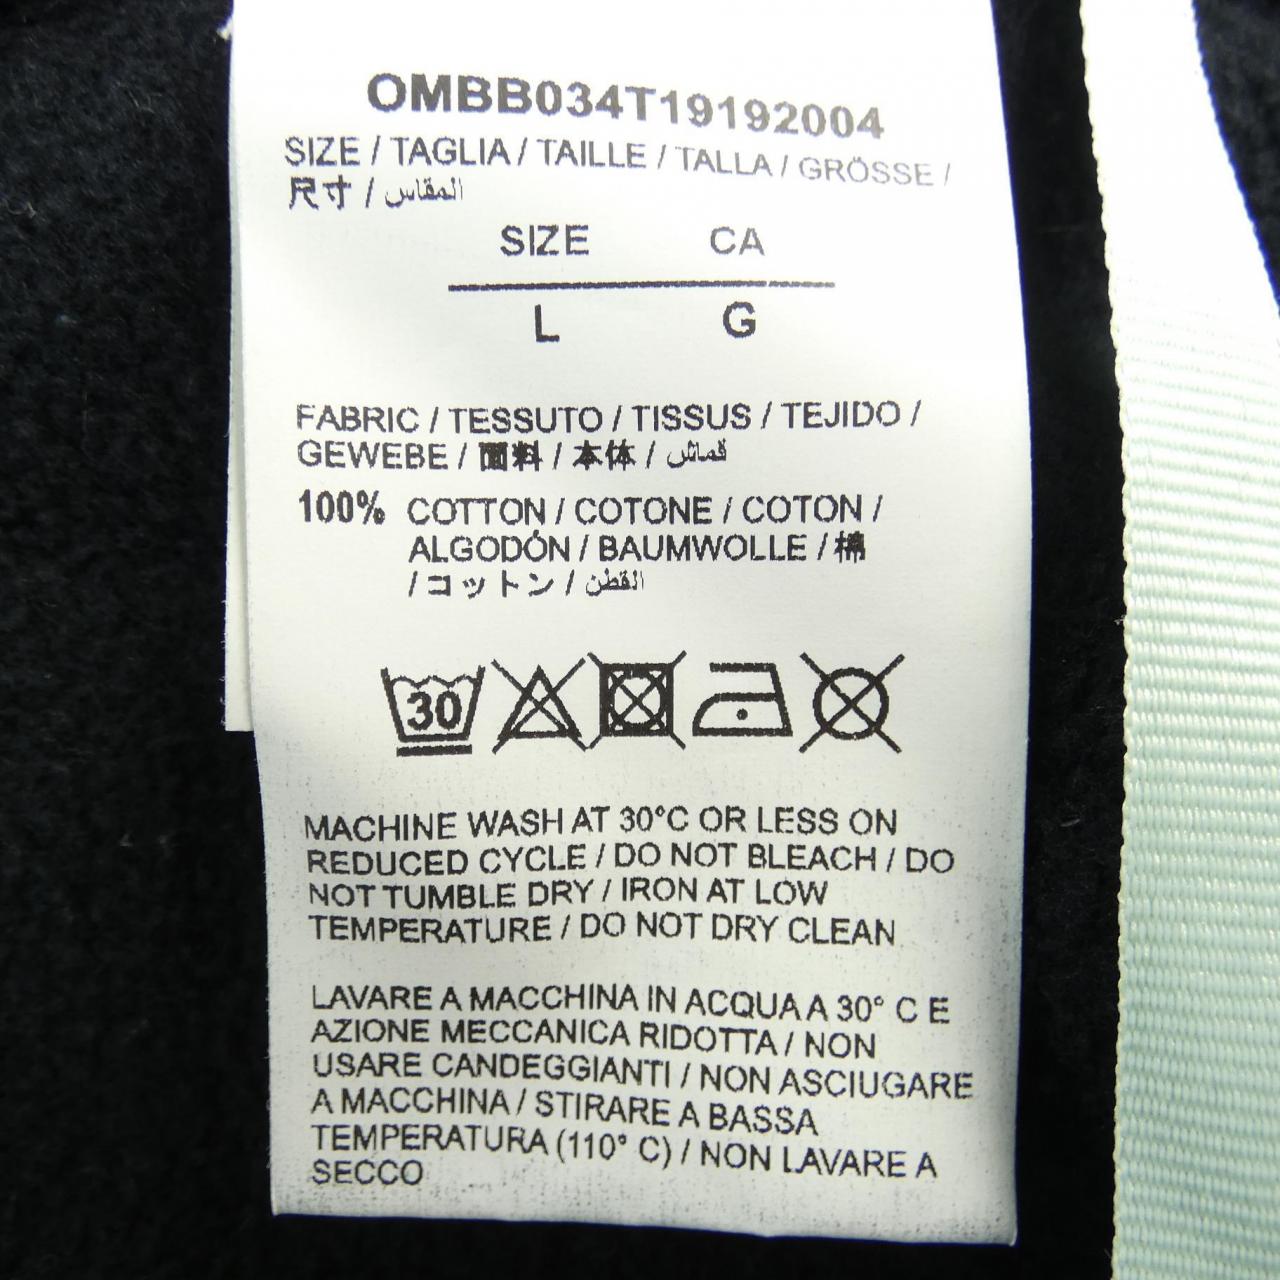 OMBB034T19192004
SIZE / TAGLIA / TAILLE / TALLA / GRÖSSE /
尺寸 / المقاس
SIZE CA
L G
FABRIC / TESSUTO / TISSUS / TEJIDO /
GEWEBE / 面料 / 本体 / قماش
100% COTTON / COTONE / COTON /
ALGODÓN / BAUMWOLLE / 棉
/ コットン / القطن
30
MACHINE WASH AT 30°C OR LESS ON
REDUCED CYCLE / DO NOT BLEACH / DO
NOT TUMBLE DRY / IRON AT LOW
TEMPERATURE / DO NOT DRY CLEAN
LAVARE A MACCHINA IN ACQUA A 30° C E
AZIONE MECCANICA RIDOTTA / NON
USARE CANDEGGIANTI / NON ASCIUGARE
A MACCHINA / STIRARE A BASSA
TEMPERATURA (110° C) / NON LAVARE A
SECCO